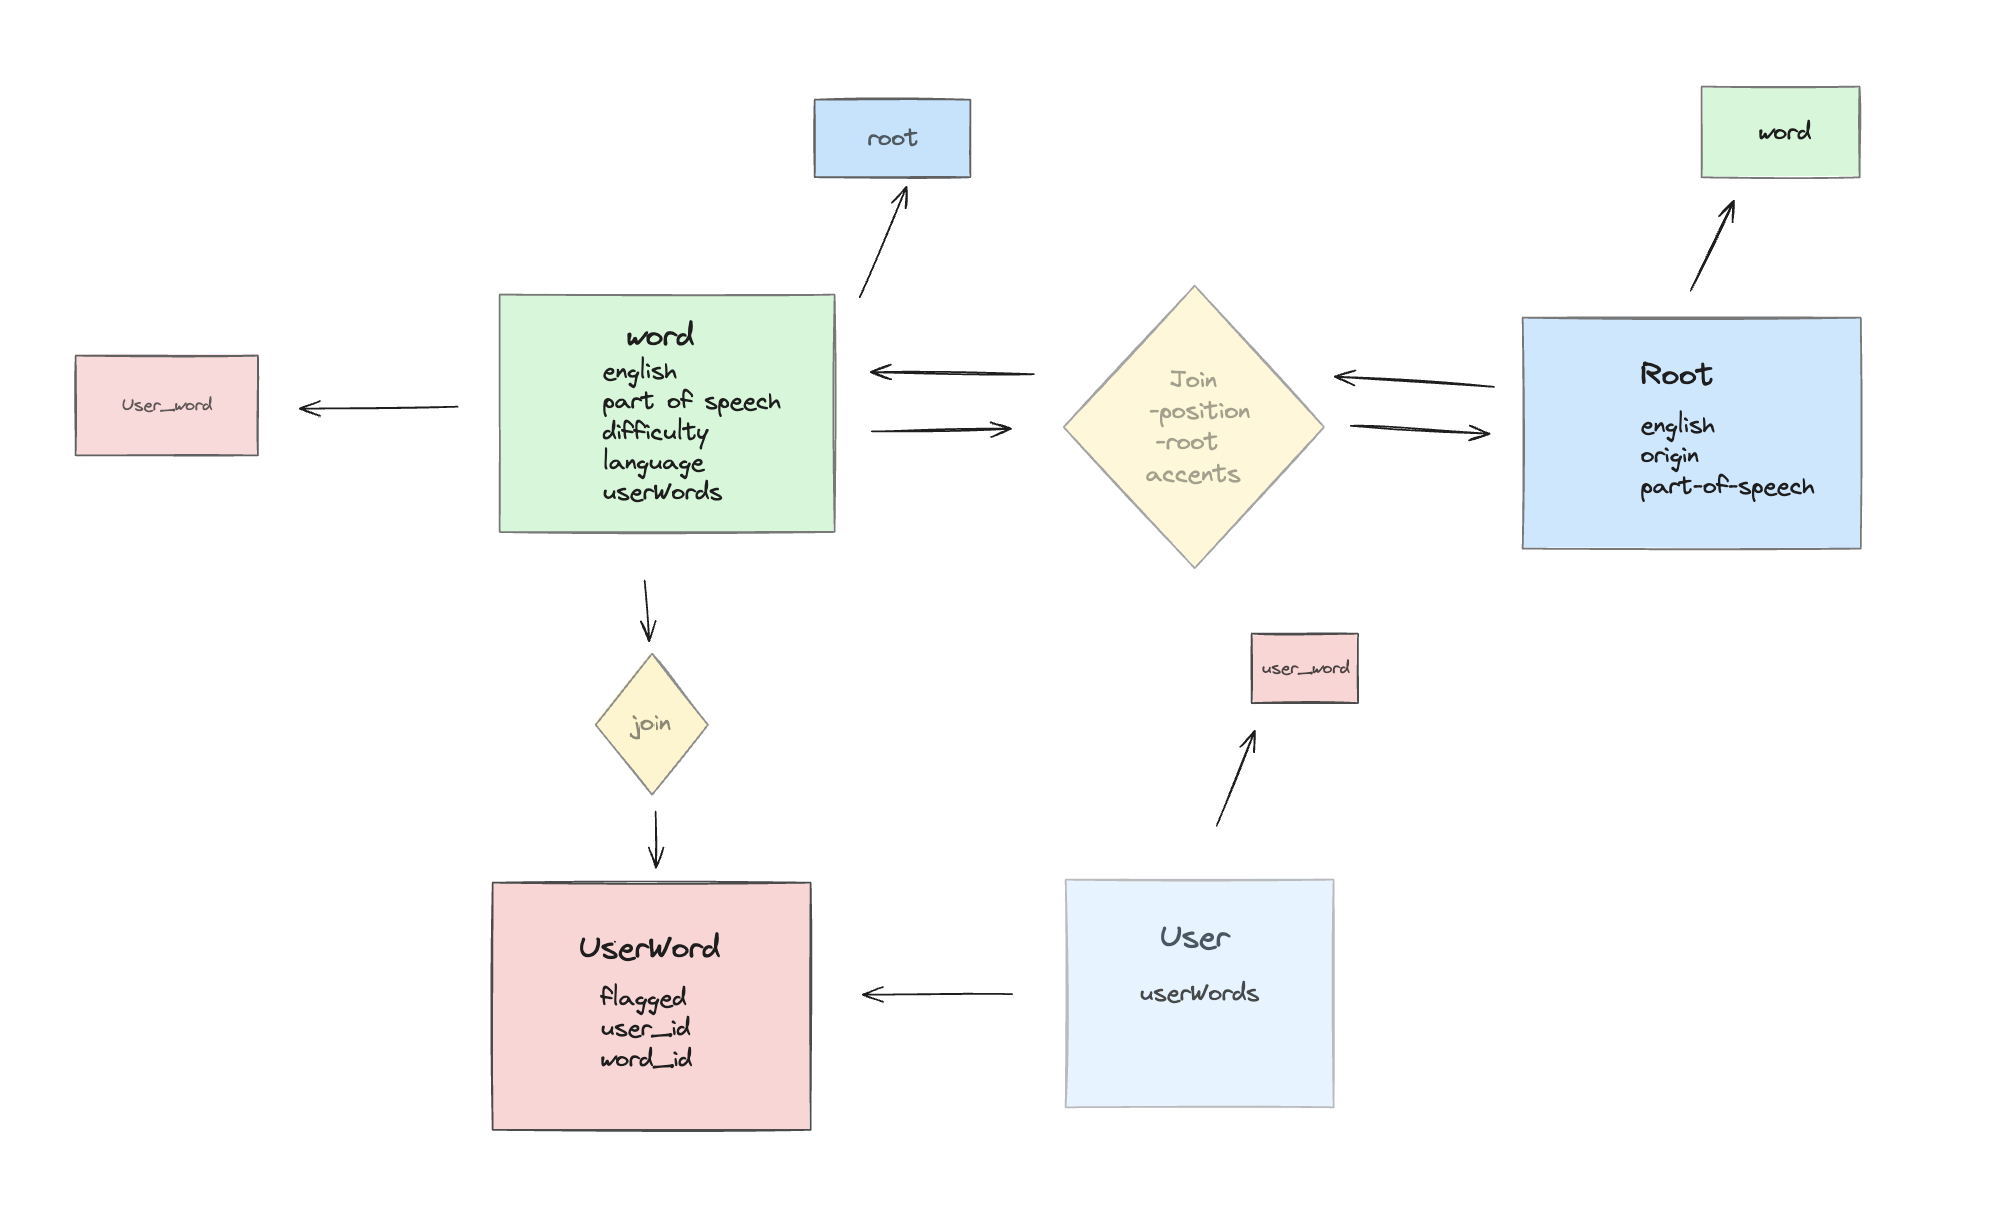 root
word
word
english
part of speech
difficulty
language
userWords
User_word
Join
-position
-root
accents
Root
english
origin
part-of-speech
join
user_word
UserWord
flagged
user_id
word_id
User
userWords